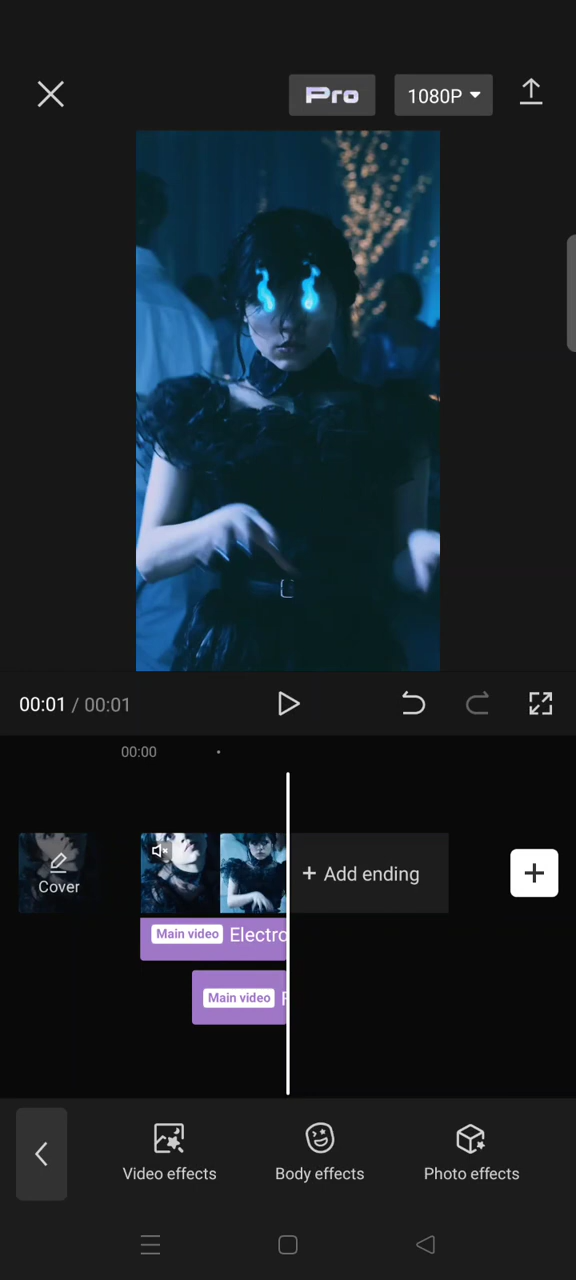 Pro
1080P
00:01 / 00:01
00:00
Cover
+ Add ending
Main video Electro
Main video
Video effects
Body effects
Photo effects